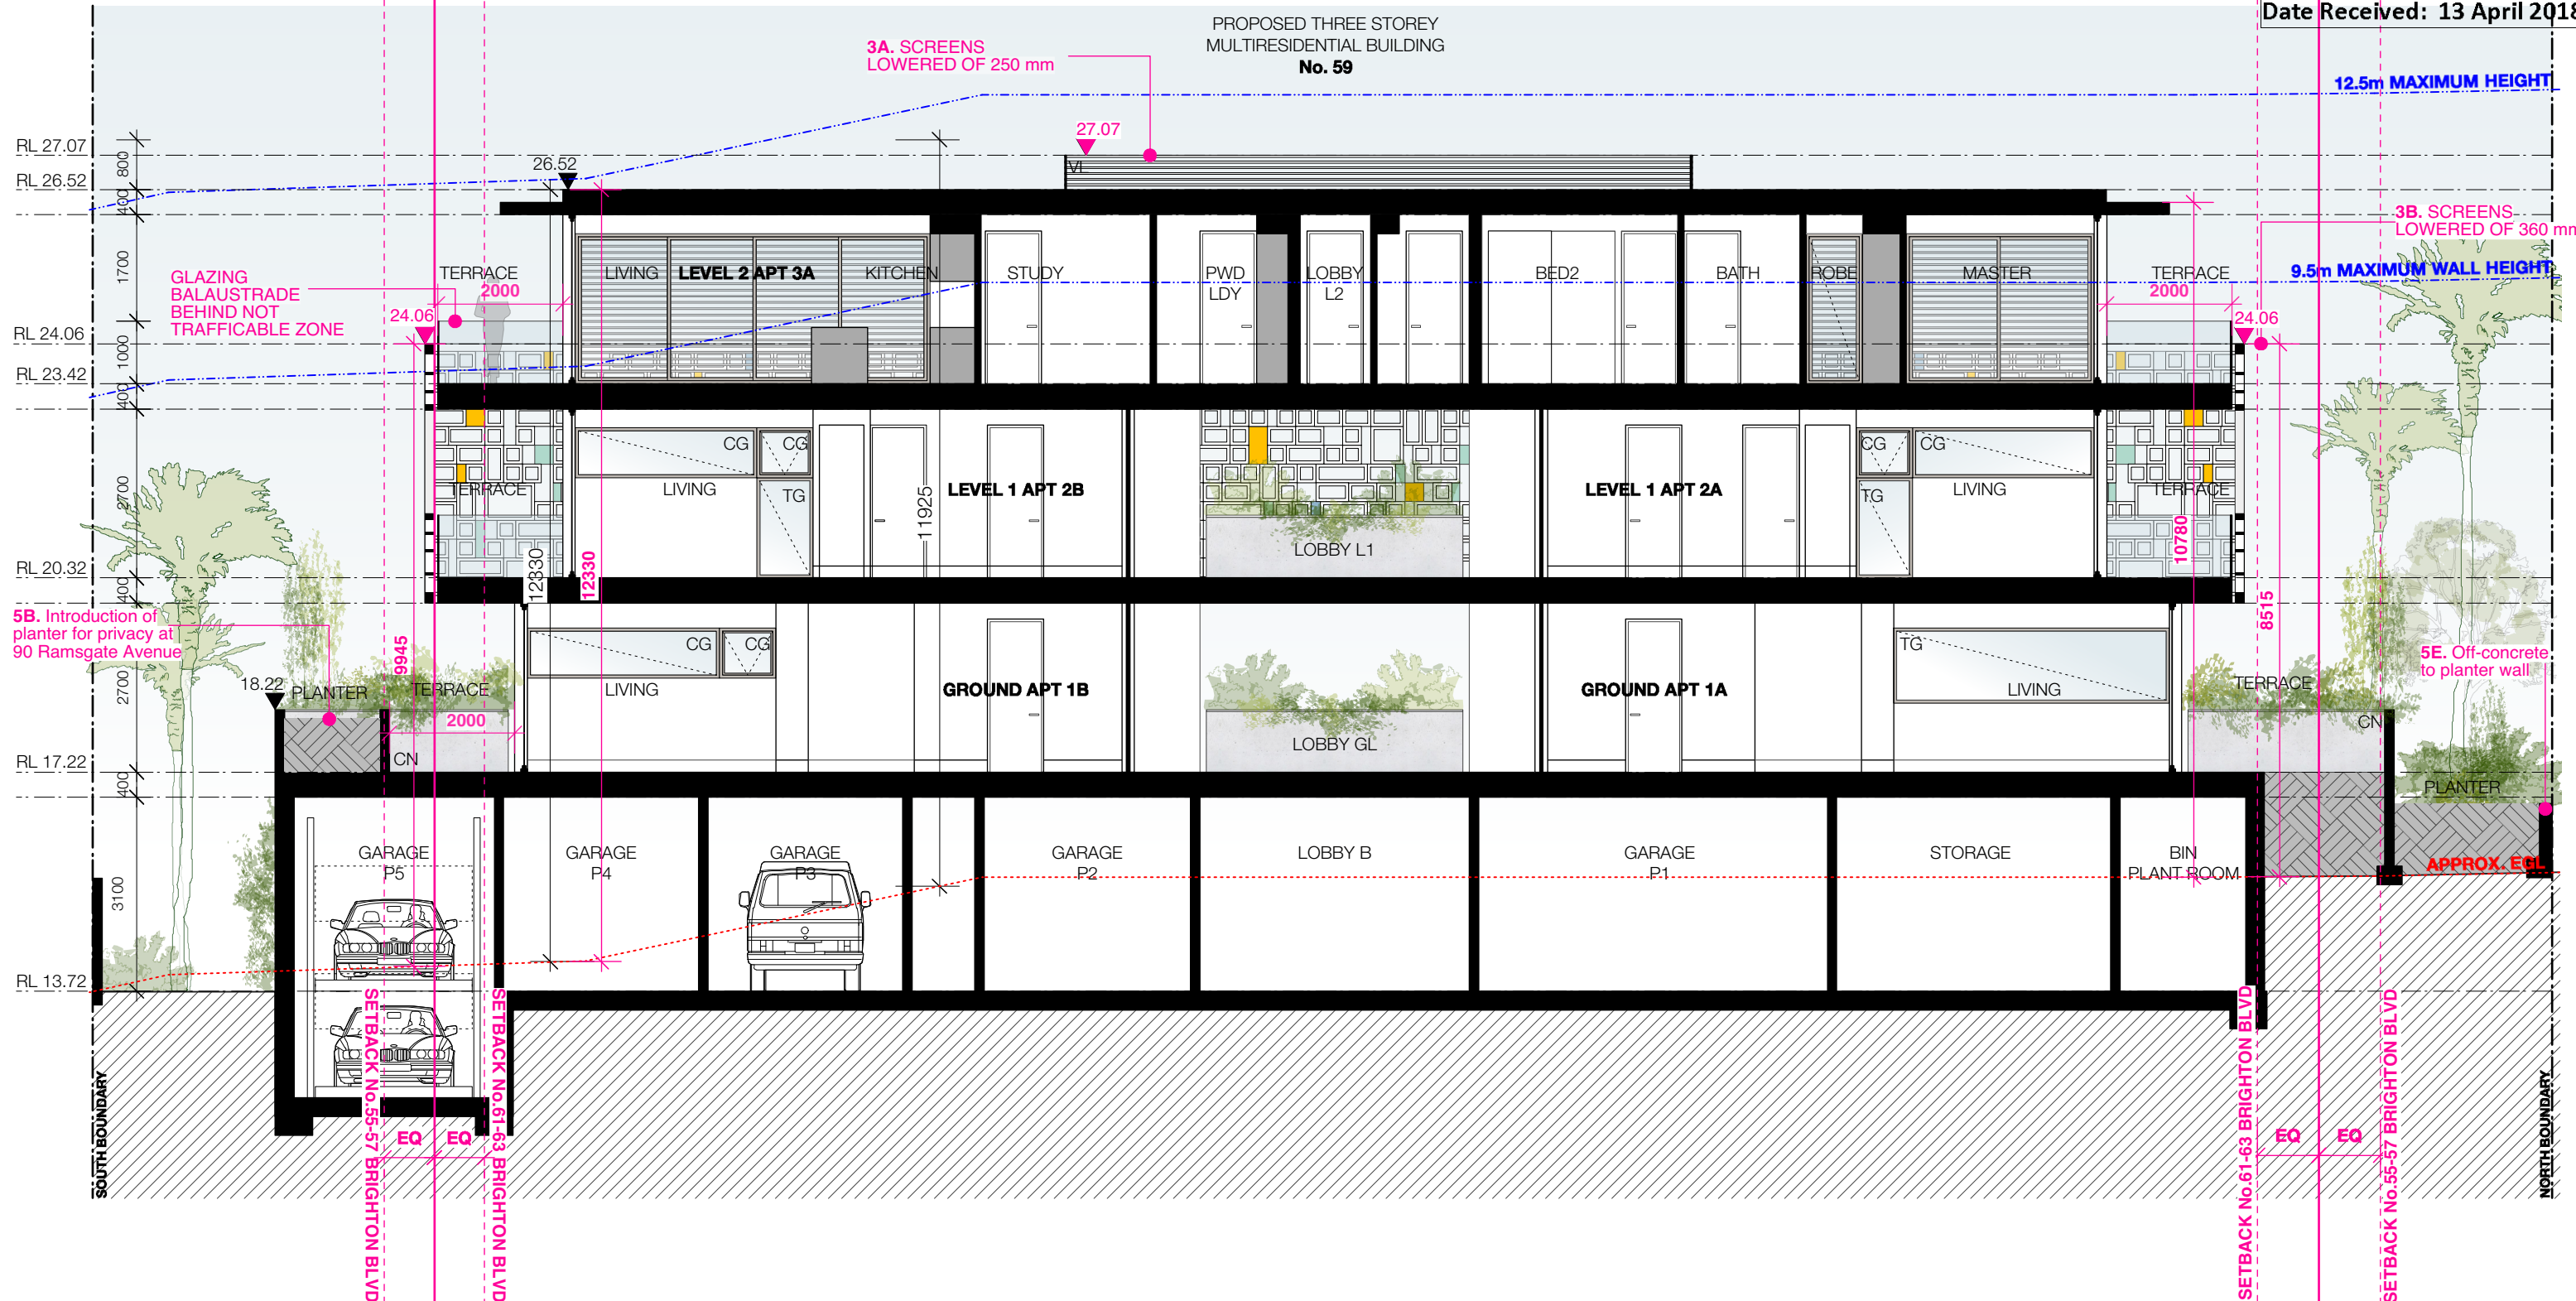 Date Received: 13 April 2018
PROPOSED THREE STOREY
MULTIRESIDENTIAL BUILDING
No. 59
3A. SCREENS
LOWERED OF 250 mm
12.5m MAXIMUM HEIGHT
27.07
RL 27.07
800
26.52
VL
RL 26.52
400
3B. SCREENS
LOWERED OF 360 mm
1700
GLAZING
BALAUSTRADE
BEHIND NOT
TRAFFICABLE ZONE
TERRACE
2000
LIVING
LEVEL 2 APT 3A
KITCHEN
STUDY
PWD
LDY
LOBBY
L2
BED2
BATH
ROBE
MASTER
TERRACE
2000
9.5m MAXIMUM WALL HEIGHT
24.06
24.06
RL 24.06
1000
RL 23.42
400
CG
CG
CG
CG
TERRACE
LIVING
TG
LEVEL 1 APT 2B
LEVEL 1 APT 2A
TG
LIVING
TERRACE
2700
11925
10780
LOBBY L1
12330
12330
RL 20.32
400
8515
5B. Introduction of
planter for privacy at
90 Ramsgate Avenue
9945
CG
CG
TG
5E. Off-concrete
to planter wall
2700
18.22
PLANTER
TERRACE
2000
LIVING
GROUND APT 1B
GROUND APT 1A
LIVING
TERRACE
CN
LOBBY GL
CN
RL 17.22
400
PLANTER
GARAGE
P5
GARAGE
P4
GARAGE
P3
GARAGE
P2
LOBBY B
GARAGE
P1
STORAGE
BIN
PLANT ROOM
APPROX. EGL
3100
RL 13.72
SOUTH BOUNDARY
SETBACK No.55-57 BRIGHTON BLVD
EQ
EQ
SETBACK No.61-63 BRIGHTON BLVD
SETBACK No.61-63 BRIGHTON BLVD
EQ
EQ
SETBACK No.55-57 BRIGHTON BLVD
NORTH BOUNDARY